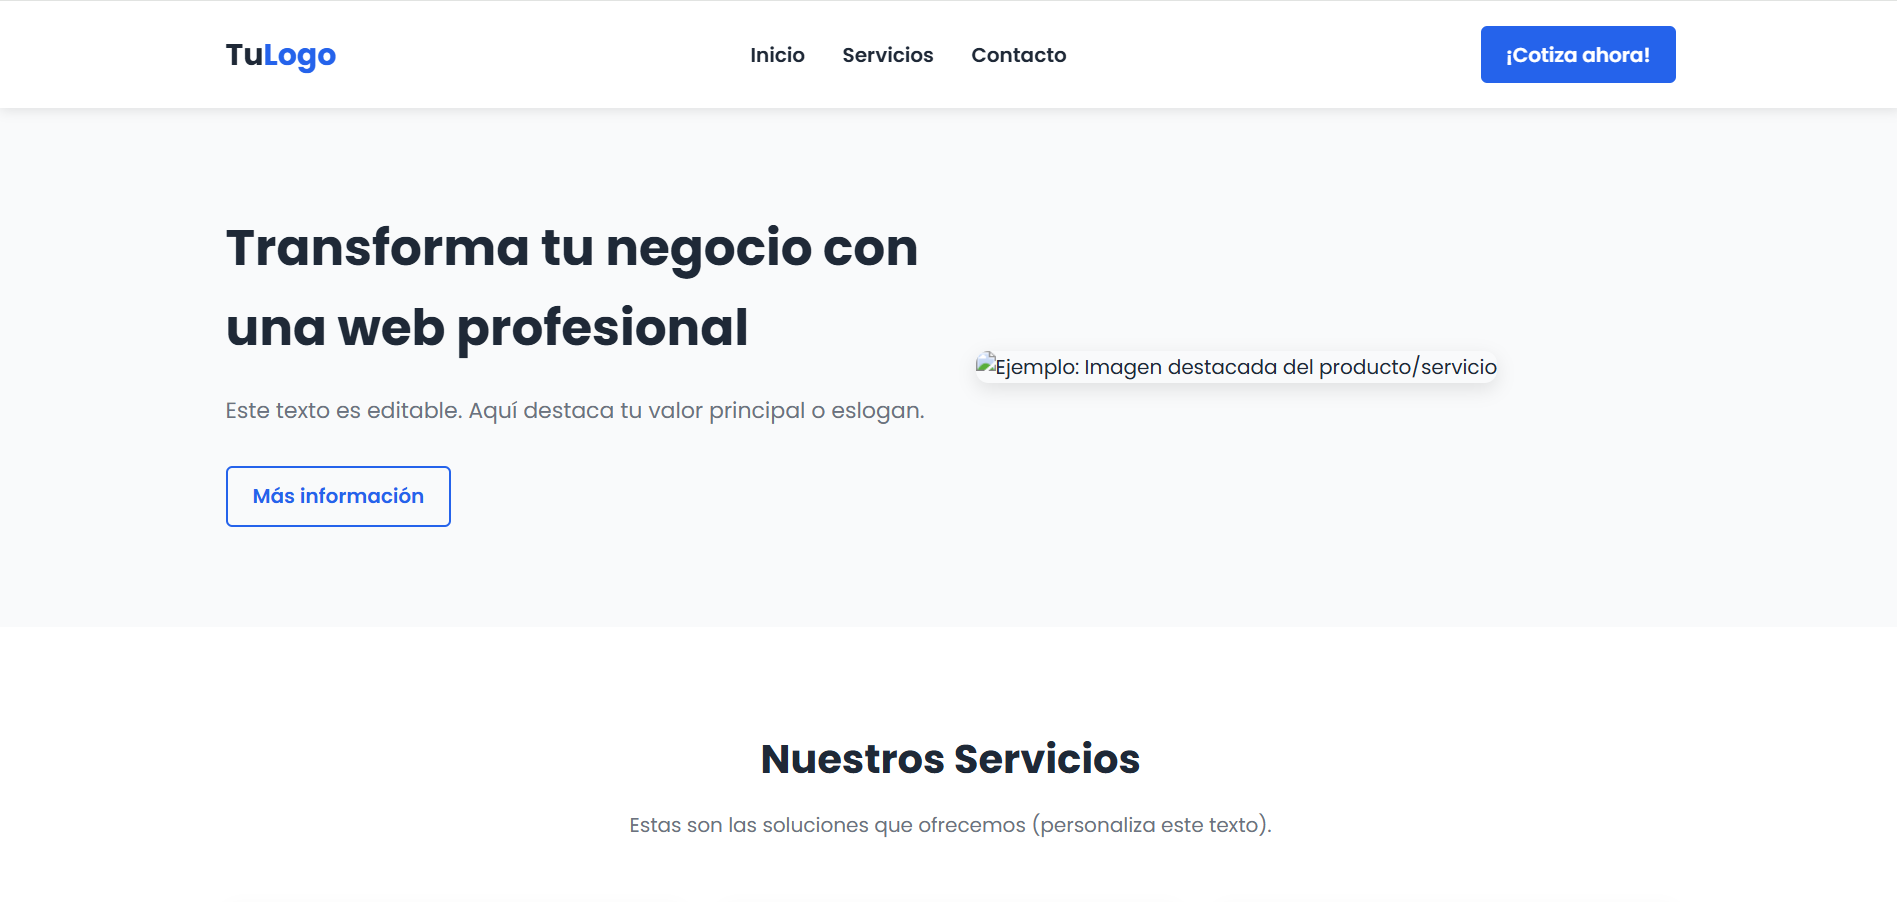 TuLogo
Inicio
Servicios
Contacto
¡Cotiza ahora!
Transforma tu negocio con
una web profesional
Este texto es editable. Aquí destaca tu valor principal o eslogan.
Más información
Ejemplo: Imagen destacada del producto/servicio
Nuestros Servicios
Estas son las soluciones que ofrecemos (personaliza este texto).